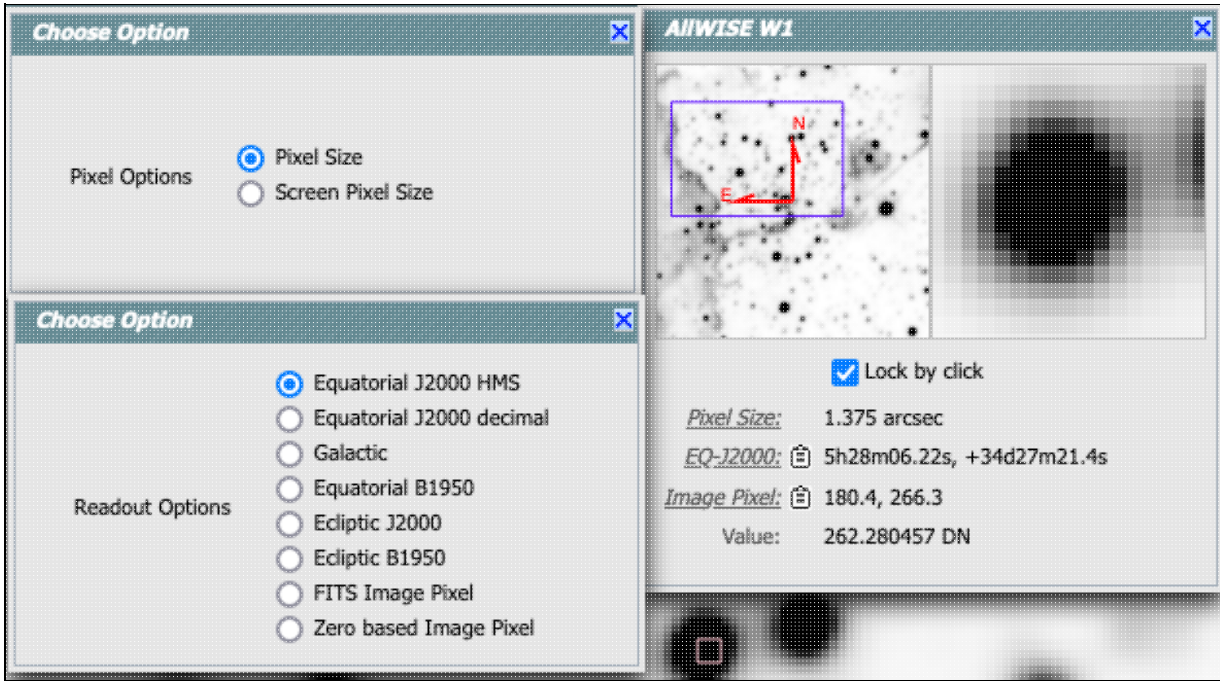 Choose Option
Pixel Options
Pixel Size
Screen Pixel Size
Choose Option
Readout Options
Equatorial J2000 HMS
Equatorial J2000 decimal
Galactic
Equatorial B1950
Ecliptic J2000
Ecliptic B1950
FITS Image Pixel
Zero based Image Pixel
AllWISE W1
N
E
Lock by click
Pixel Size: 1.375 arcsec
EQ-J2000: 5h28m06.22s, +34d27m21.4s
Image Pixel: 180.4, 266.3
Value: 262.280457 DN